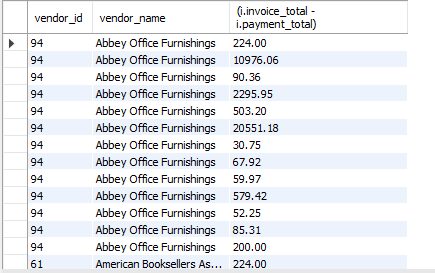 vendor_id vendor_name (i.invoice_total -
i.payment_total)
94 Abbey Office Furnishings 224.00
94 Abbey Office Furnishings 10976.06
94 Abbey Office Furnishings 90.36
94 Abbey Office Furnishings 2295.95
94 Abbey Office Furnishings 503.20
94 Abbey Office Furnishings 20551.18
94 Abbey Office Furnishings 30.75
94 Abbey Office Furnishings 67.92
94 Abbey Office Furnishings 59.97
94 Abbey Office Furnishings 579.42
94 Abbey Office Furnishings 52.25
94 Abbey Office Furnishings 85.31
94 Abbey Office Furnishings 200.00
61 American Booksellers As... 224.00